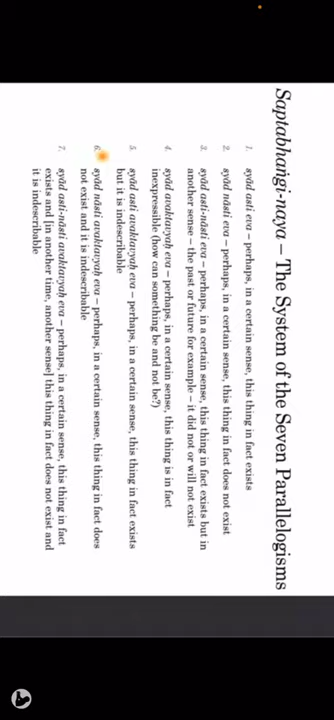 Saptabhaṅgi-naya – The System of the Seven Parallelogisms
1. syād asti eva – perhaps, in a certain sense, this thing in fact exists
2. syād nāsti eva – perhaps, in a certain sense, this thing in fact does not exist
3. syād asti-nāsti eva – perhaps, in a certain sense, this thing in fact exists but in
another sense – the past or future for example – it did not or will not exist
4. syād avaktavyaḥ eva – perhaps, in a certain sense, this thing is in fact
inexpressible (how can something be and not be?)
5. syād asti avaktavyaḥ eva – perhaps, in a certain sense, this thing in fact exists
but it is indescribable
6. syād nāsti avaktavyaḥ eva – perhaps, in a certain sense, this thing in fact does
not exist and it is indescribable
7. syād asti-nāsti avaktavyaḥ eva – perhaps, in a certain sense, this thing in fact
exists and [in another time, another sense] this thing in fact does not exist and
it is indescribable